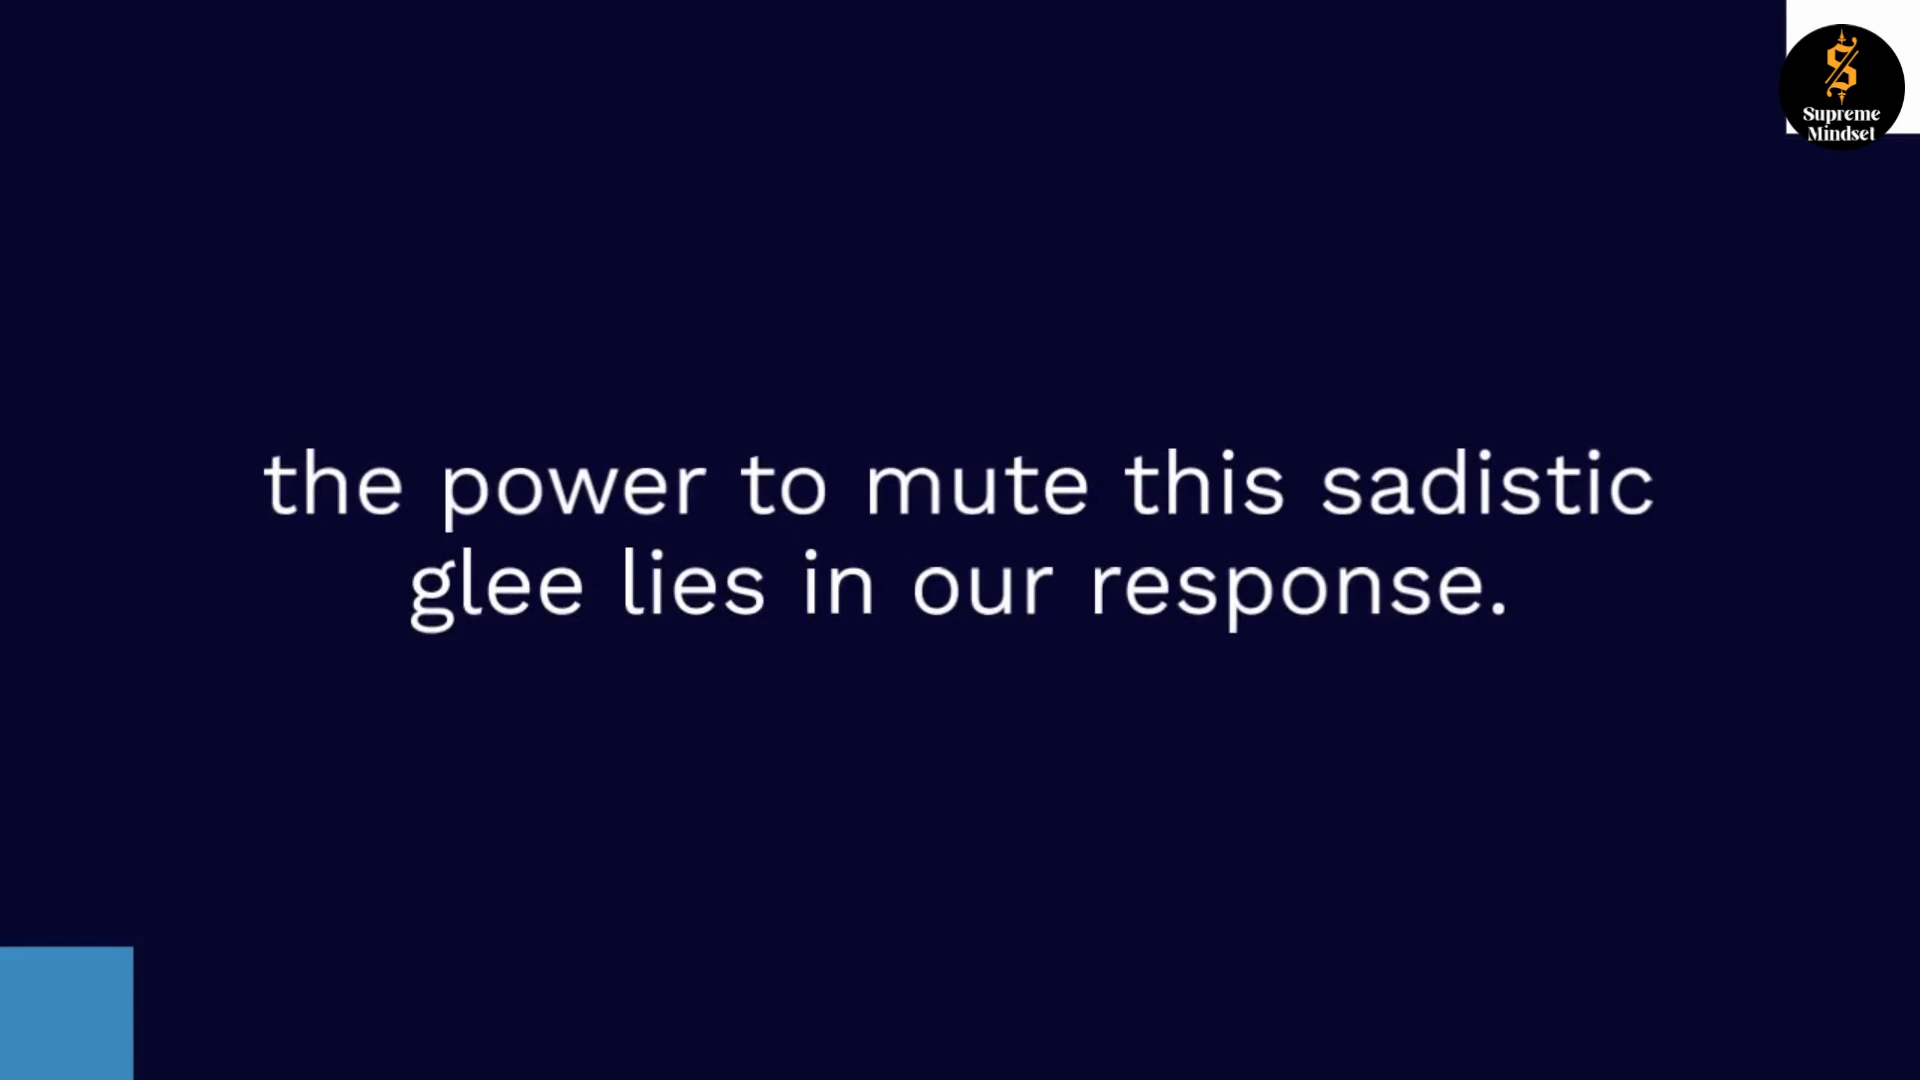 Supreme
Mindset
the power to mute this sadistic
glee lies in our response.